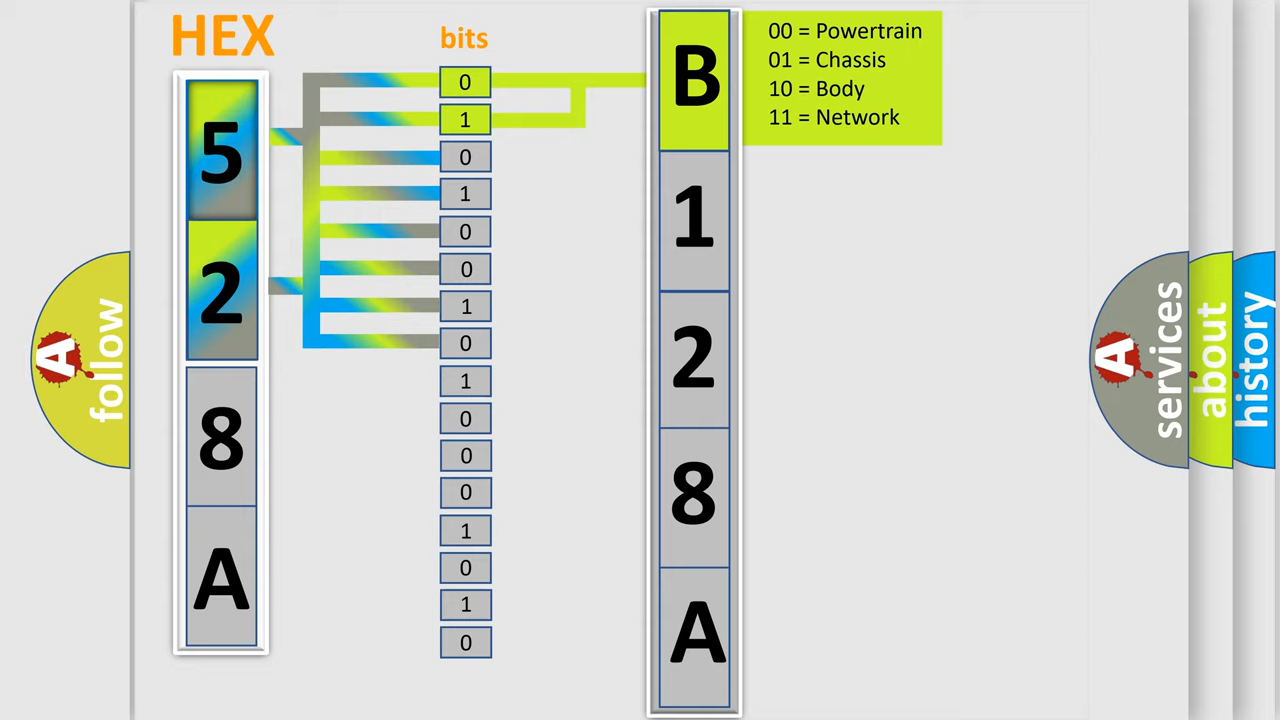 HEX
bits
5
2
8
A
0
1
0
1
0
0
1
0
1
0
0
0
1
0
1
0
B
1
2
8
A
00 = Powertrain
01 = Chassis
10 = Body
11 = Network
A
follow
A
services
about
history